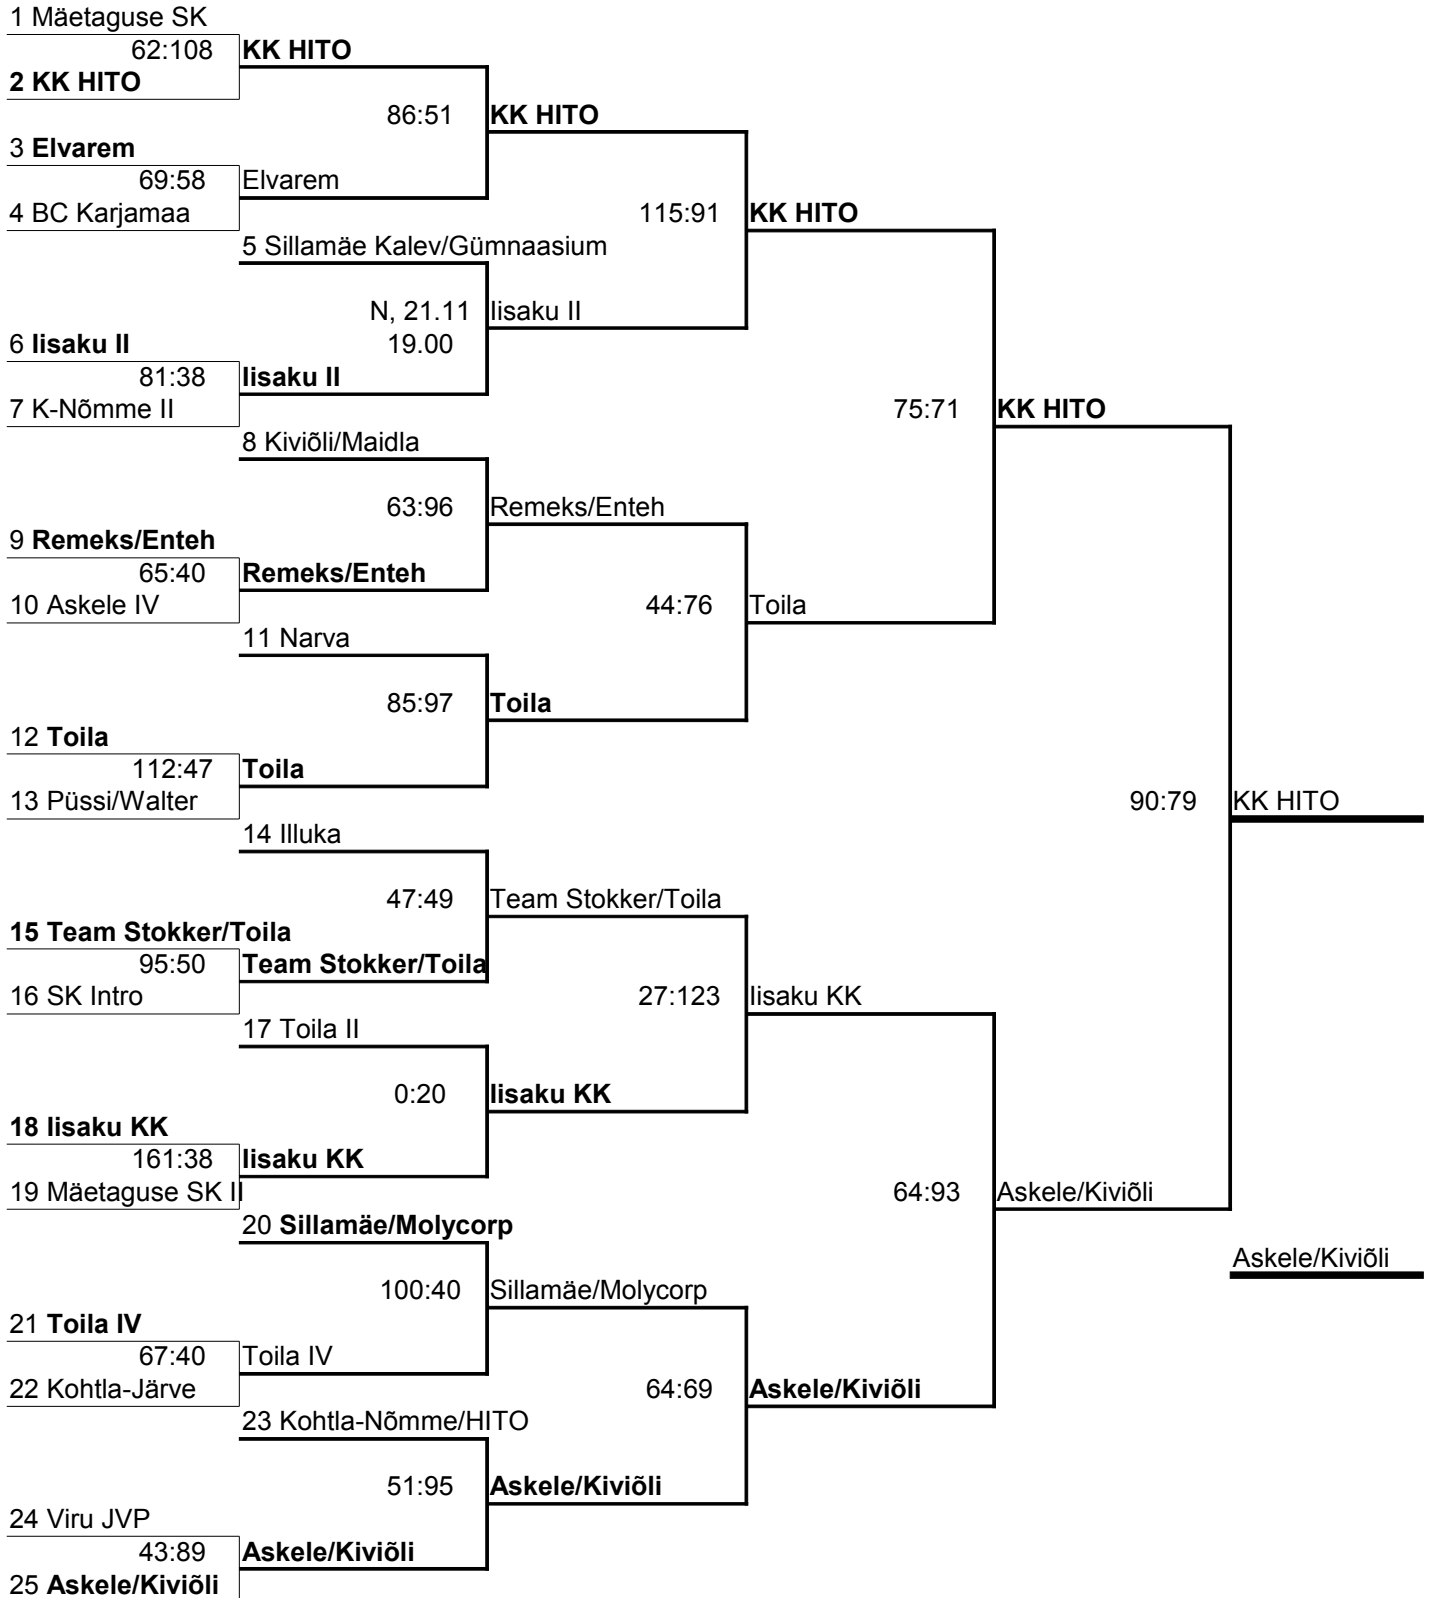 1 Mäetaguse SK
62:108 KK HITO
2 KK HITO
86:51 KK HITO
3 Elvarem
69:58 Elvarem
4 BC Karjamaa
115:91 KK HITO
5 Sillamäe Kalev/Gümnaasium
N, 21.11 Iisaku II
6 Iisaku II
19.00
81:38 Iisaku II
7 K-Nõmme II
75:71 KK HITO
8 Kiviõli/Maidla
63:96 Remeks/Enteh
9 Remeks/Enteh
65:40 Remeks/Enteh
10 Askele IV
44:76 Toila
11 Narva
85:97 Toila
12 Toila
112:47 Toila
13 Püssi/Walter
90:79 KK HITO
14 Illuka
47:49 Team Stokker/Toila
15 Team Stokker/Toila
95:50 Team Stokker/Toila
16 SK Intro
27:123 Iisaku KK
17 Toila II
0:20 Iisaku KK
18 Iisaku KK
161:38 Iisaku KK
19 Mäetaguse SK II
64:93 Askele/Kiviõli
20 Sillamäe/Molycorp
Askele/Kiviõli
100:40 Sillamäe/Molycorp
21 Toila IV
67:40 Toila IV
22 Kohtla-Järve
64:69 Askele/Kiviõli
23 Kohtla-Nõmme/HITO
51:95 Askele/Kiviõli
24 Viru JVP
43:89 Askele/Kiviõli
25 Askele/Kiviõli